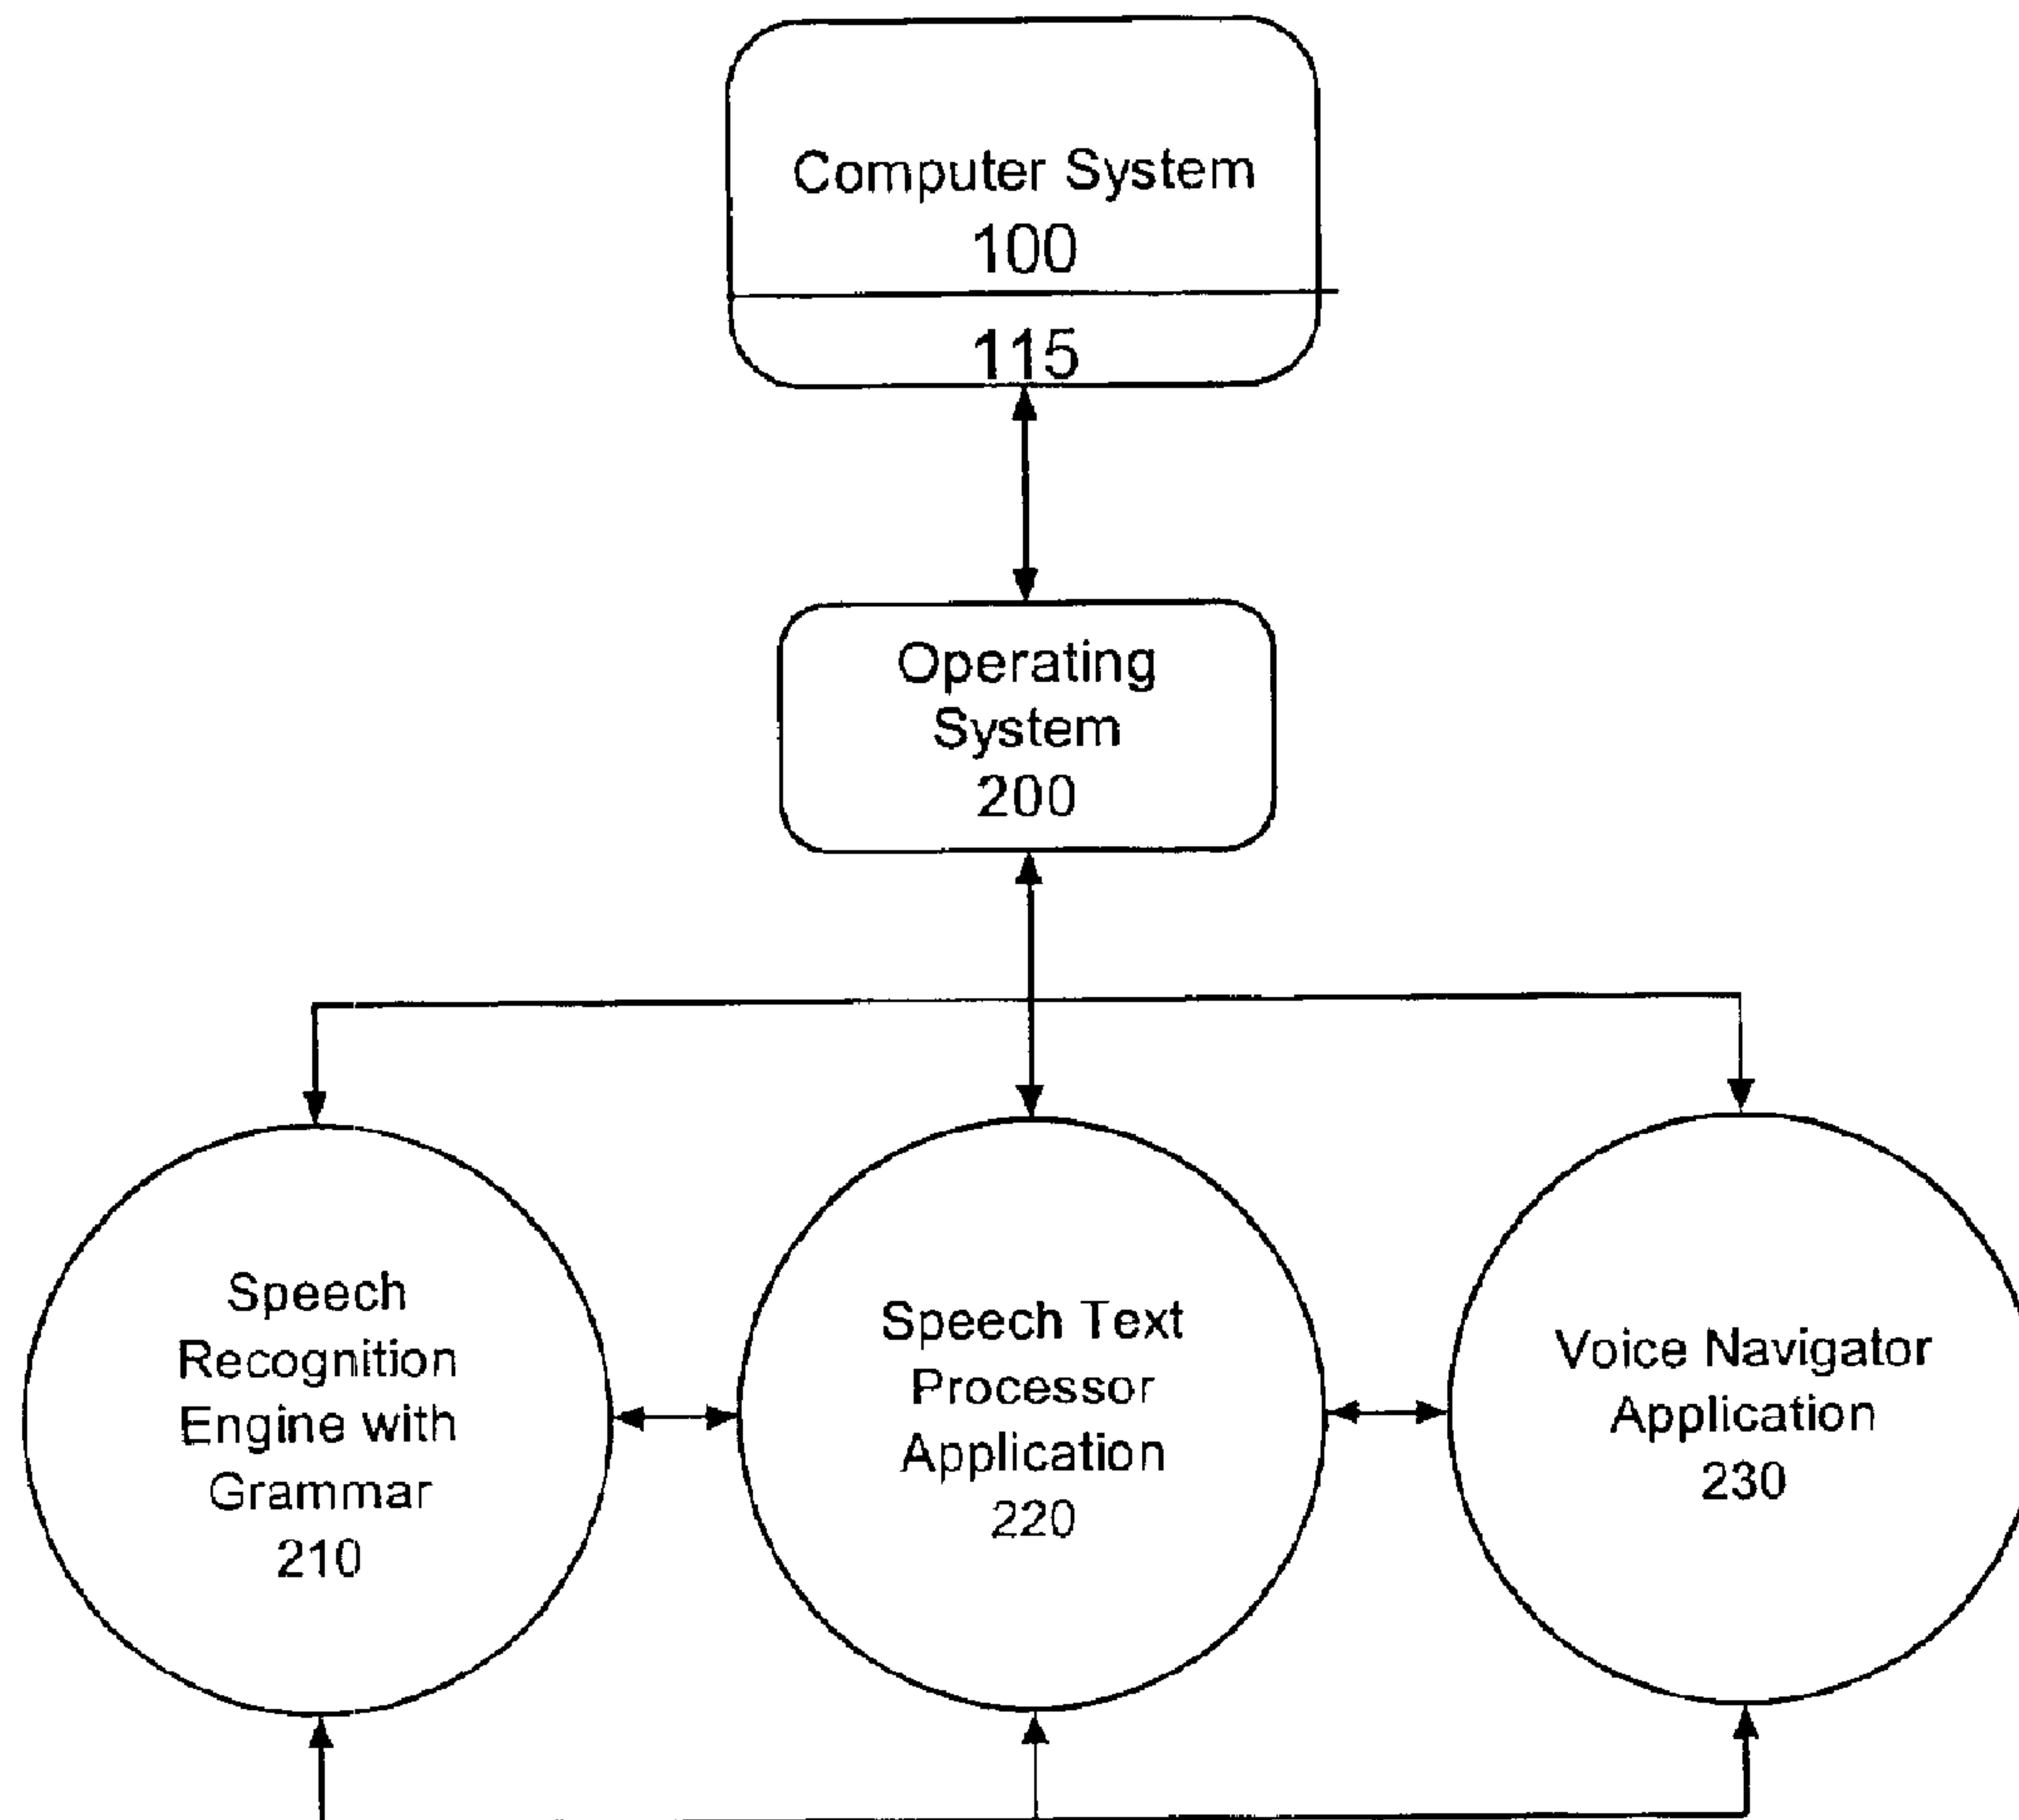 Computer System
100
115
Operating
System
200
Speech
Recognition
Engine with
Grammar
210
Speech Text
Processor
Application
220
Voice Navigator
Application
230